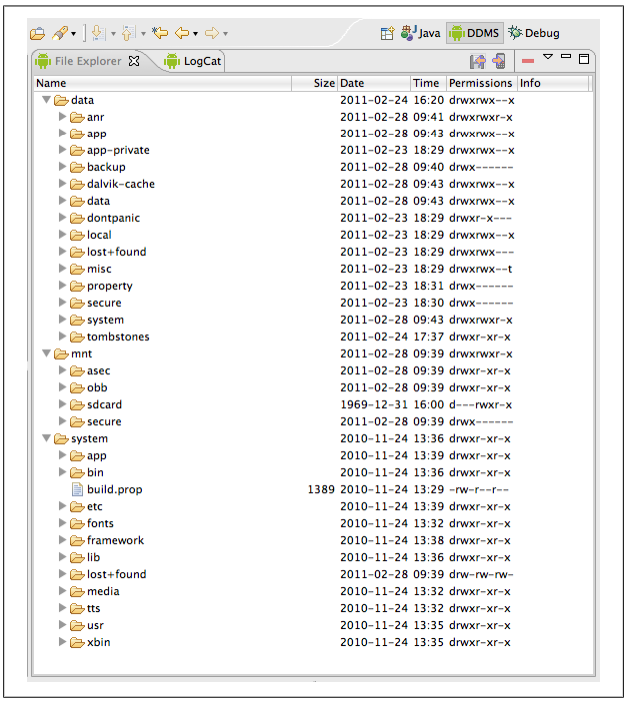 Java DDMS Debug
File Explorer LogCat
Name Size Date Time Permissions Info
data 2011-02-24 16:20 drwxrwx--x
anr 2011-02-28 09:41 drwxrwxr-x
app 2011-02-28 09:43 drwxrwx--x
app-private 2011-02-23 18:29 drwxrwx--x
backup 2011-02-28 09:40 drwx------
dalvik-cache 2011-02-28 09:43 drwxrwx--x
data 2011-02-28 09:43 drwxrwx--x
dontpanic 2011-02-23 18:29 drwxr-x---
local 2011-02-23 18:29 drwxrwx--x
lost+found 2011-02-23 18:29 drwxrwx---
misc 2011-02-23 18:29 drwxrwx--t
property 2011-02-23 18:31 drwx------
secure 2011-02-23 18:30 drwx------
system 2011-02-28 09:43 drwxrwxr-x
tombstones 2011-02-24 17:37 drwxr-xr-x
mnt 2011-02-28 09:39 drwxrwxr-x
asec 2011-02-28 09:39 drwxr-xr-x
obb 2011-02-28 09:39 drwxr-xr-x
sdcard 1969-12-31 16:00 d---rwxr-x
secure 2011-02-28 09:39 drwx------
system 2010-11-24 13:36 drwxr-xr-x
app 2010-11-24 13:39 drwxr-xr-x
bin 2010-11-24 13:36 drwxr-xr-x
build.prop 1389 2010-11-24 13:29 -rw-r--r--
etc 2010-11-24 13:39 drwxr-xr-x
fonts 2010-11-24 13:32 drwxr-xr-x
framework 2010-11-24 13:38 drwxr-xr-x
lib 2010-11-24 13:36 drwxr-xr-x
lost+found 2011-02-28 09:39 drw-rw-rw-
media 2010-11-24 13:32 drwxr-xr-x
tts 2010-11-24 13:32 drwxr-xr-x
usr 2010-11-24 13:35 drwxr-xr-x
xbin 2010-11-24 13:35 drwxr-xr-x